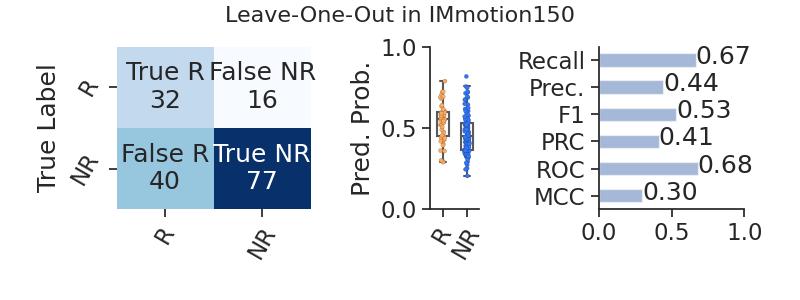 Leave-One-Out in IMmotion150
True Label
R
NR
True R
32
False NR
16
False R
40
True NR
77
R
NR
Pred. Prob.
1.0
0.5
0.0
R
NR
Recall
Prec.
F1
PRC
ROC
MCC
0.67
0.44
0.53
0.41
0.68
0.30
0.0
0.5
1.0